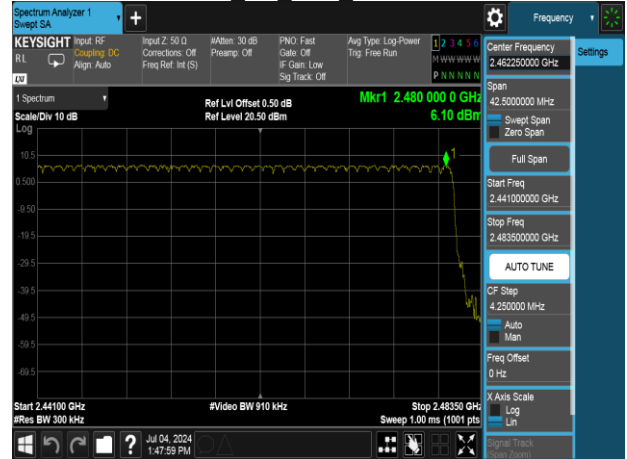 Spectrum Analyzer 1
Swept SA
Frequency
Settings
KEYSIGHT
RL
LXI
Input: RF
Coupling: DC
Align: Auto
Input Z: 50 Ω
Corrections: Off
Freq Ref: Int (S)
#Atten: 30 dB
Preamp: Off
PNO: Fast
Gate: Off
IF Gain: Low
Sig Track: Off
Avg Type: Log-Power
Trig: Free Run
1 2 3 4 5 6
M W W W W W
P N N N N N
1 Spectrum
Scale/Div 10 dB
Log
Ref Lvl Offset 0.50 dB
Ref Level 20.50 dBm
Mkr1 2.480 000 0 GHz
6.10 dBm
1
10.5
0.500
-9.50
-19.5
-29.5
-39.5
-49.5
-59.5
-69.5
Start 2.44100 GHz
#Res BW 300 kHz
#Video BW 910 kHz
Stop 2.48350 GHz
Sweep 1.00 ms (1001 pts
Center Frequency
2.462250000 GHz
Span
42.5000000 MHz
Swept Span
Zero Span
Full Span
Start Freq
2.441000000 GHz
Stop Freq
2.483500000 GHz
AUTO TUNE
CF Step
4.250000 MHz
Auto
Man
Freq Offset
0 Hz
X Axis Scale
Log
Lin
Signal Track
(Span Zoom)
?
Jul 04, 2024
1:47:59 PM